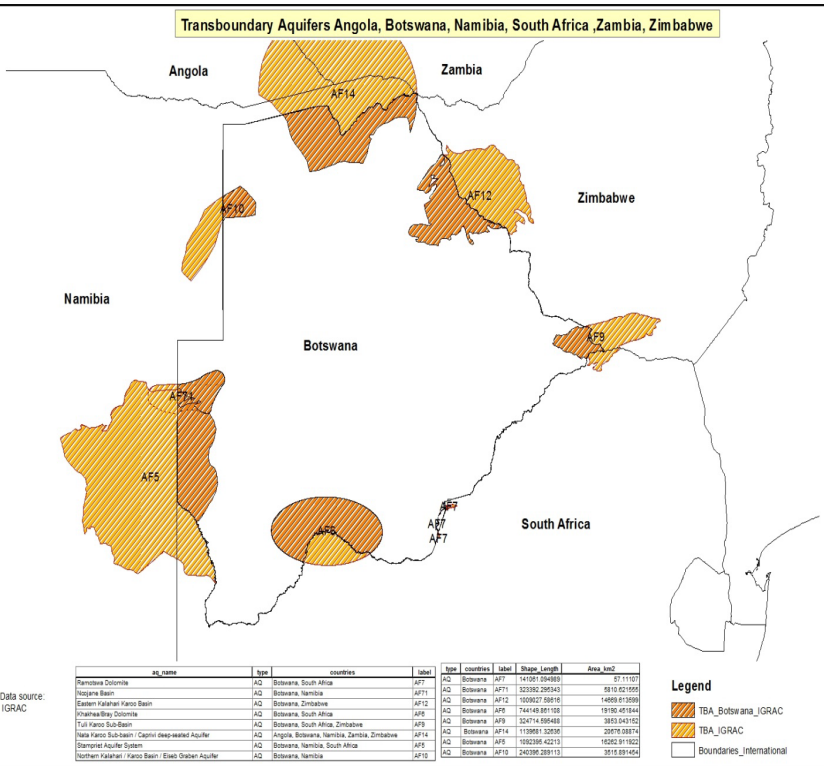 Transboundary Aquifers Angola, Botswana, Namibia, South Africa ,Zambia, Zimbabwe
Angola
Zambia
AF14
AF12
Zimbabwe
AF10
Namibia
Botswana
AF9
AF71
AF5
AF7
AF6
AF7
South Africa
AF7
Data source:
IGRAC
aq_name type countries label
Ramotswa Dolomite AQ Botswana, South Africa AF7
Ncojane Basin AQ Botswana, Namibia AF71
Eastern Kalahari Karoo Basin AQ Botswana, Zimbabwe AF12
Khakhea/Bray Dolomite AQ Botswana, South Africa AF6
Tuli Karoo Sub-Basin AQ Botswana, South Africa, Zimbabwe AF9
Nata Karoo Sub-basin / Caprivi deep-seated Aquifer AQ Angola, Botswana, Namibia, Zambia, Zimbabwe AF14
Stampriet Aquifer System AQ Botswana, Namibia, South Africa AF5
Northern Kalahari / Karoo Basin / Eiseb Graben Aquifer AQ Botswana, Namibia AF10
type countries label Shape_Length Area_km2
AQ Botswana AF7 141061.094989 57.11107
AQ Botswana AF71 323392.295343 5810.621555
AQ Botswana AF12 1009027.58616 14669.613599
AQ Botswana AF6 744149.951108 19190.451844
AQ Botswana AF9 324714.595488 3853.043152
AQ Botswana AF14 1139681.32636 20576.08874
AQ Botswana AF5 1092395.42213 16262.911922
AQ Botswana AF10 240396.289113 3515.891454
Legend
TBA_Botswana_IGRAC
TBA_IGRAC
Boundaries_International